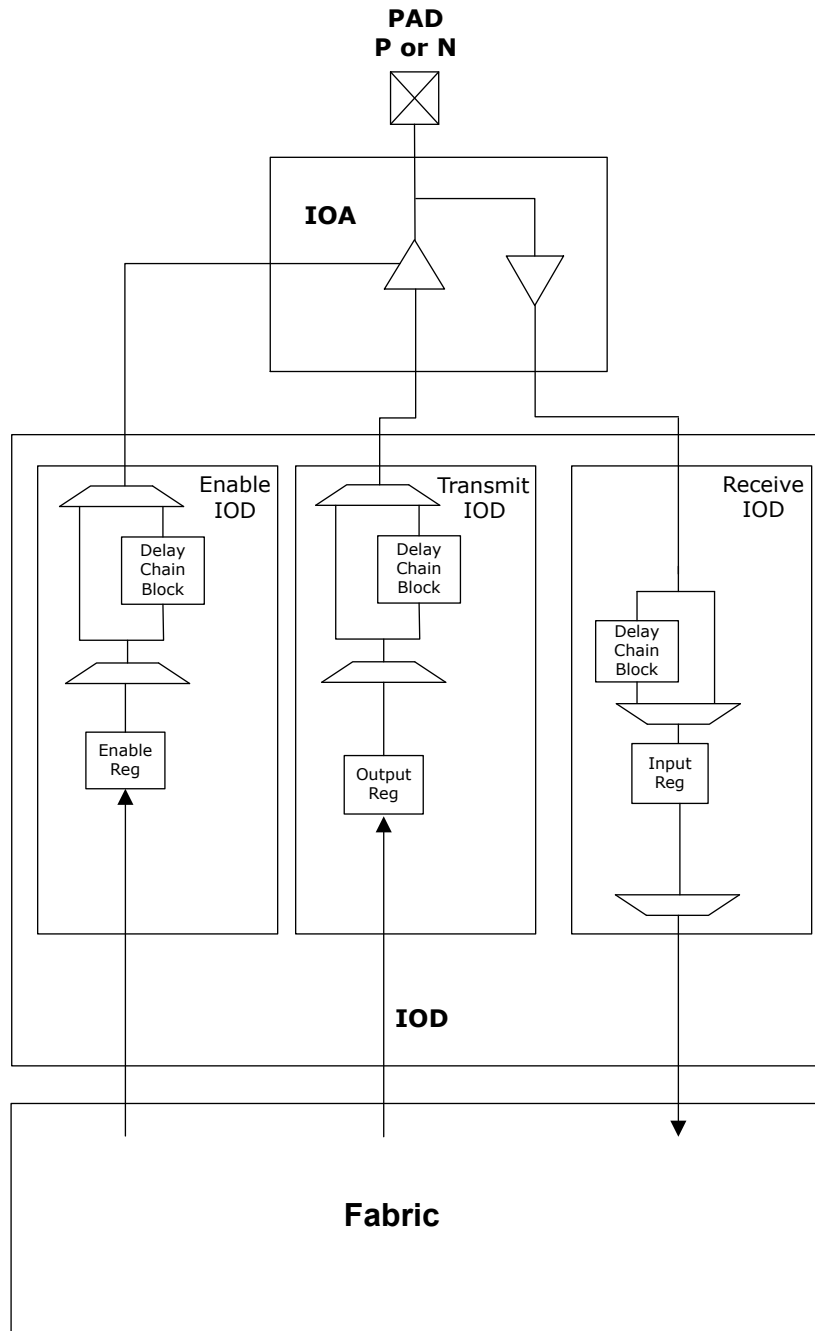 PAD
P or N
IOA
Enable
IOD
Transmit
IOD
Receive
IOD
Delay
Chain
Block
Delay
Chain
Block
Delay
Chain
Block
Enable
Reg
Output
Reg
Input
Reg
IOD
Fabric